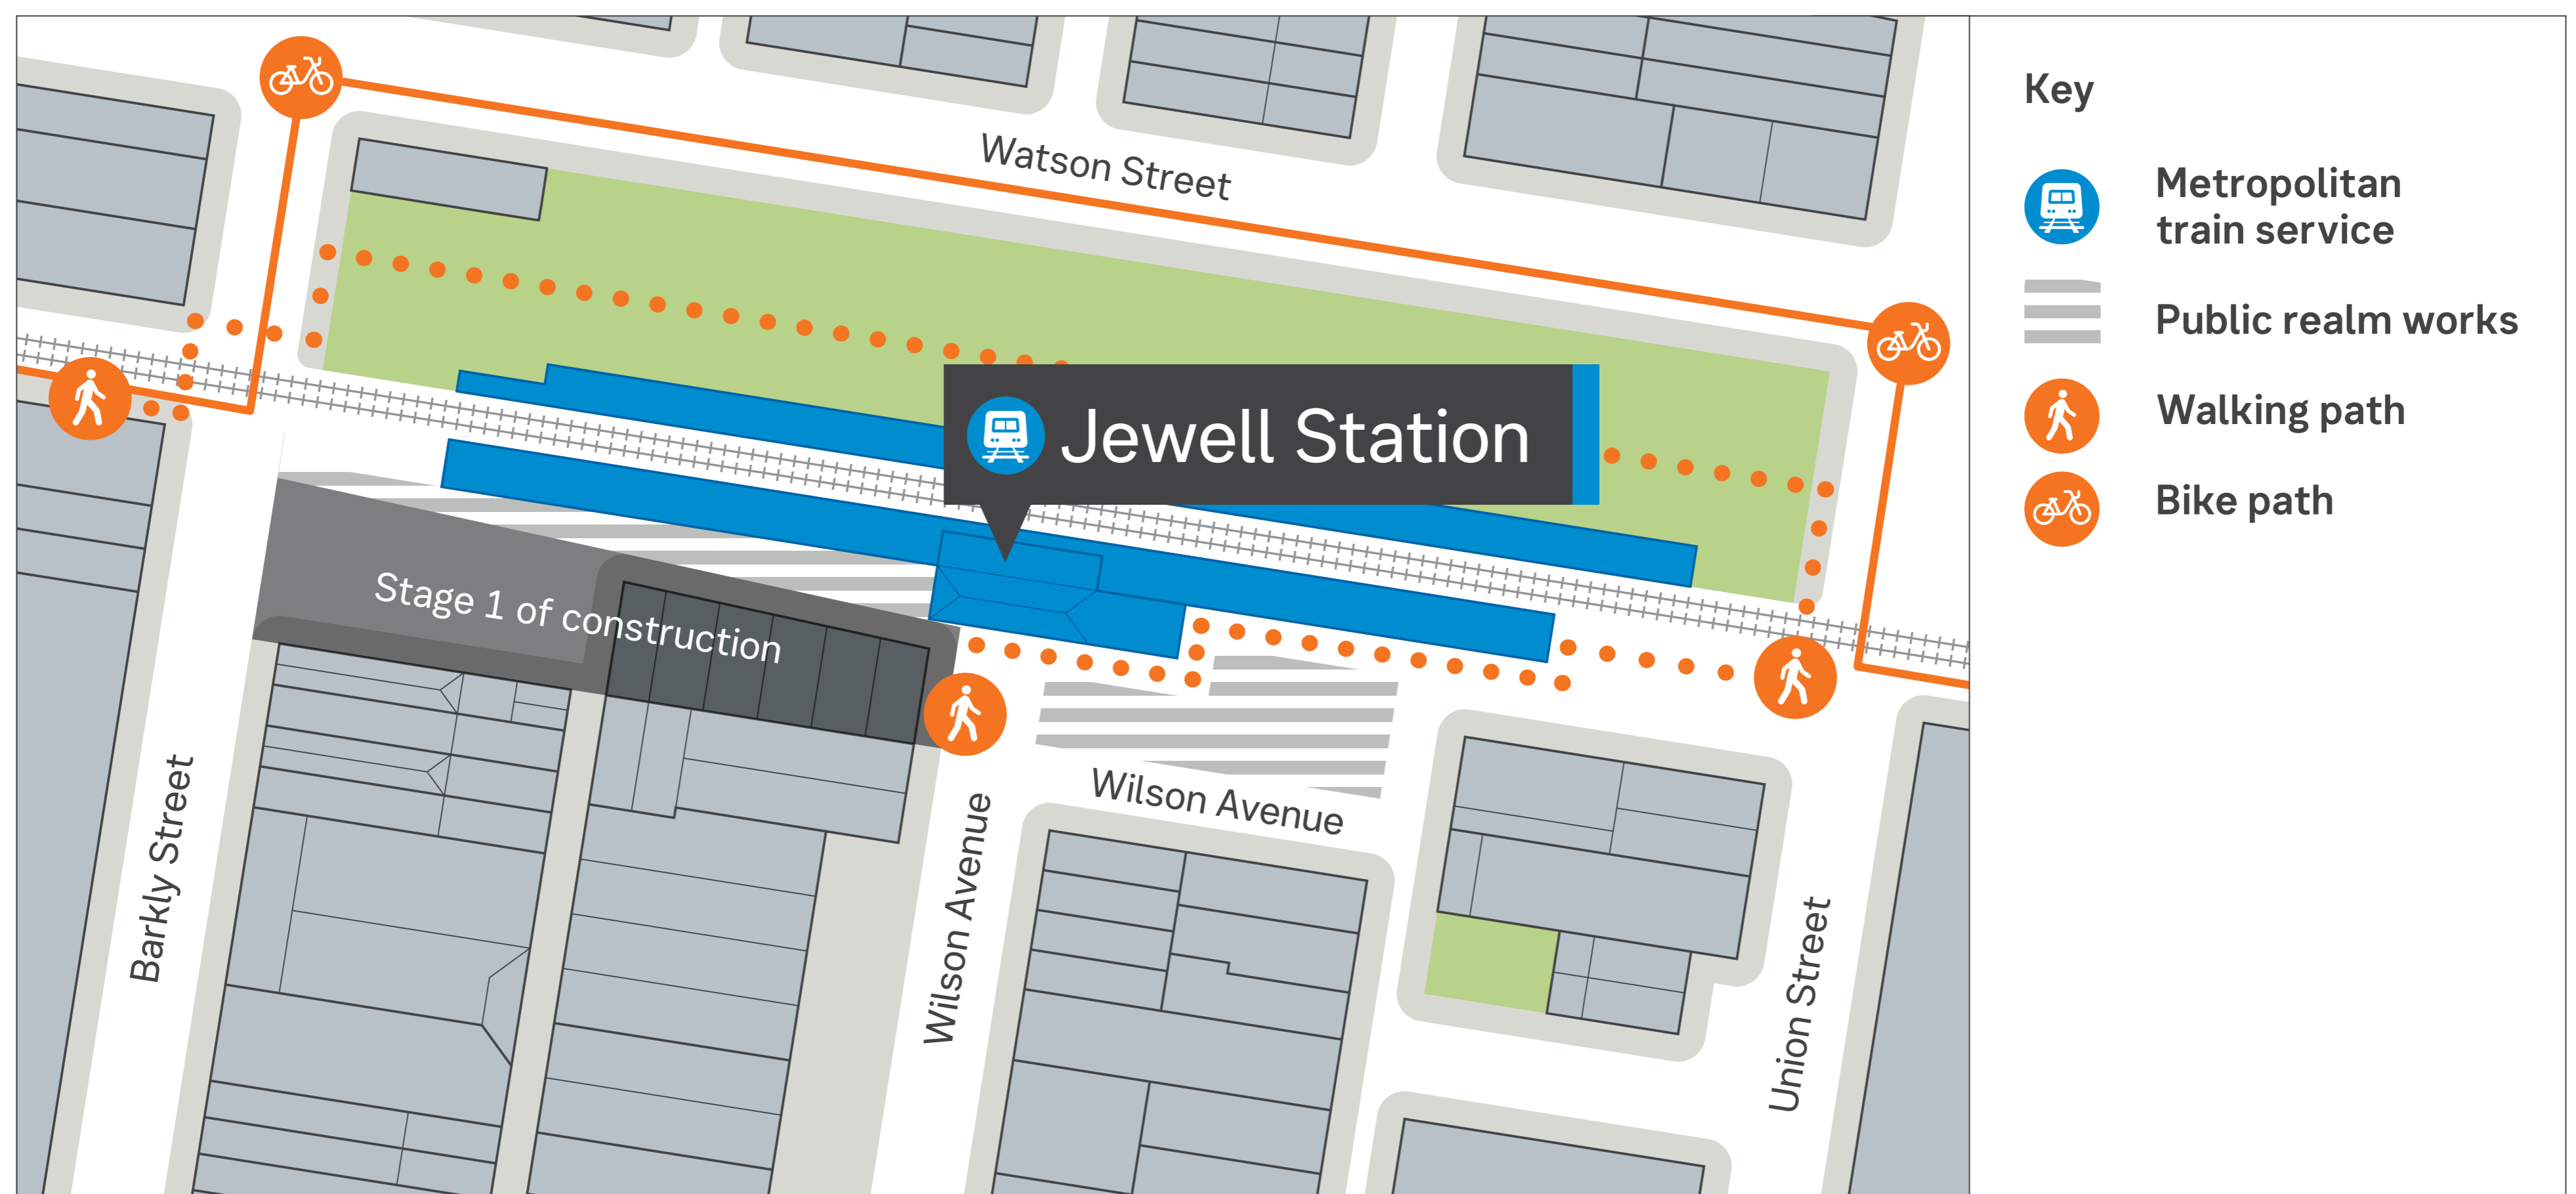 Watson Street
Jewell Station
Stage 1 of construction
Wilson Avenue
Barkly Street
Wilson Avenue
Union Street
Key
Metropolitan
train service
Public realm works
Walking path
Bike path